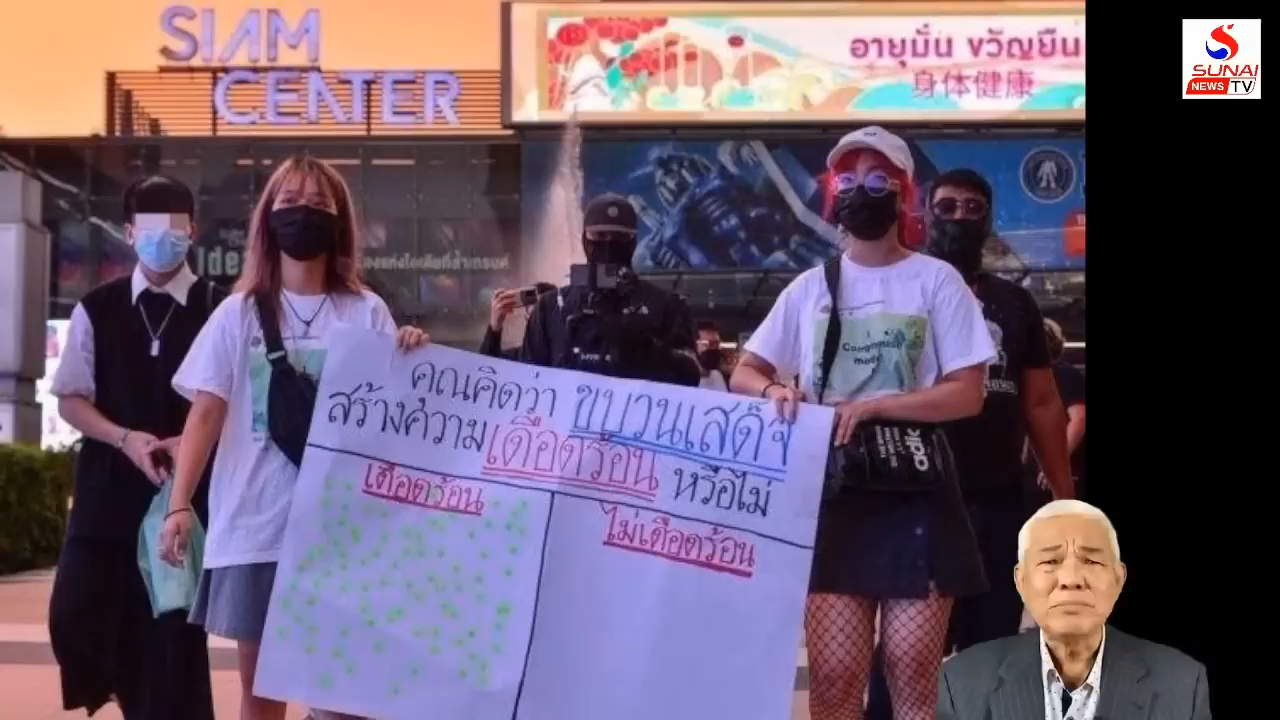 SIAM
CENTER
อายุมั่น ขวัญยืน
身体健康
SUNAI
NEWS TV
Ide
คุณคิดว่า ขบวนเสด็จ
สร้างความเดือดร้อน หรือไม่
เดือดร้อน
ไม่เดือดร้อน